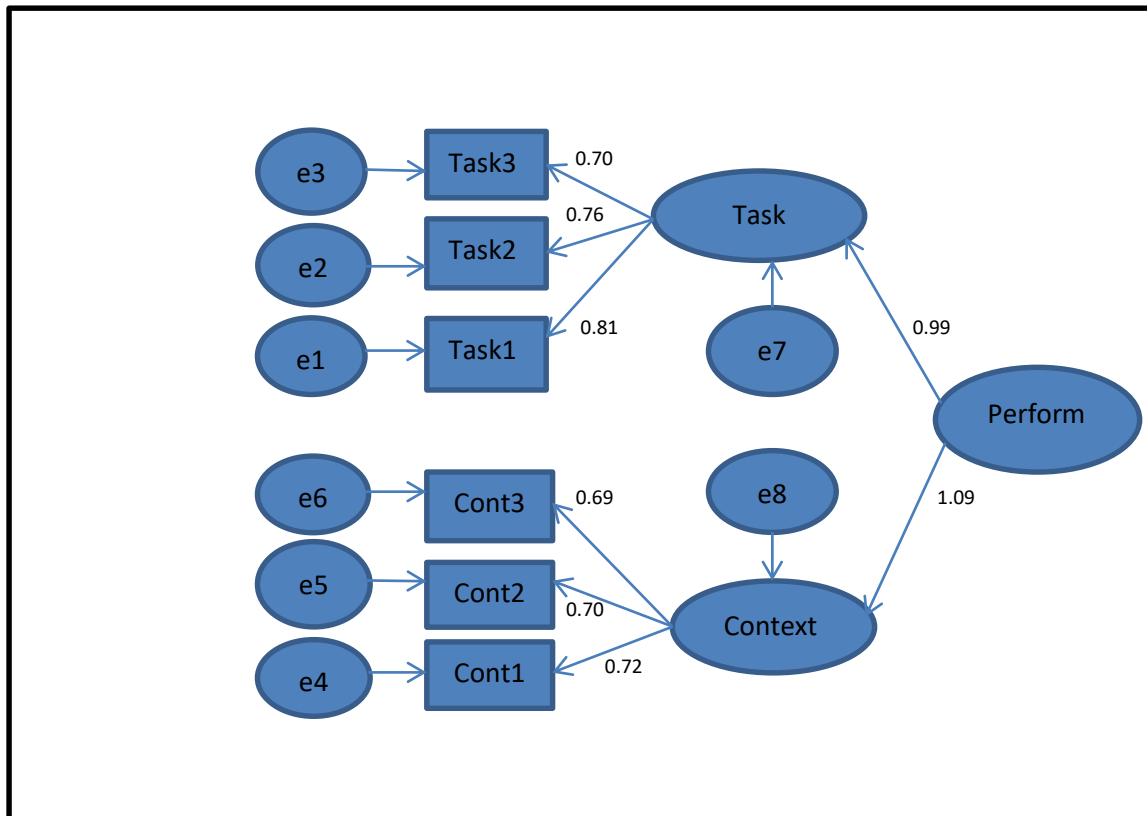 e3
Task3
0.70
Task
e2
Task2
0.76
e1
Task1
0.81
e7
0.99
Perform
e6
Cont3
0.69
e8
1.09
e5
Cont2
0.70
Context
e4
Cont1
0.72